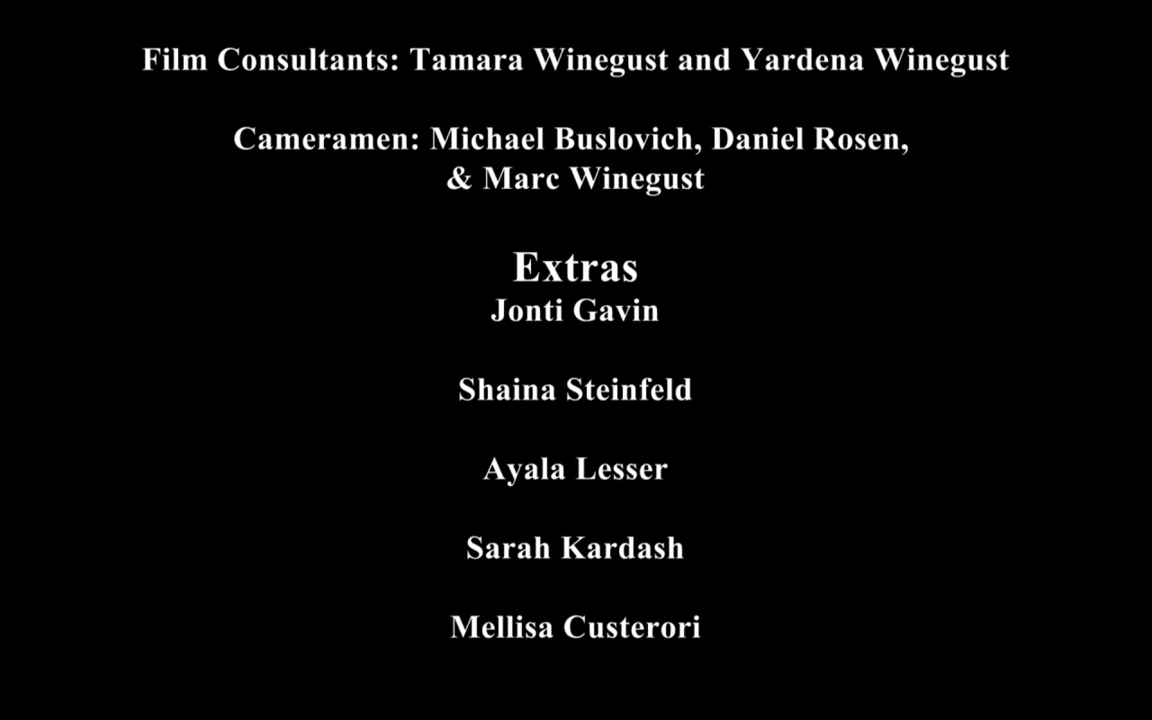 Film Consultants: Tamara Winegust and Yardena Winegust
Cameramen: Michael Buslovich, Daniel Rosen,
& Marc Winegust
Extras
Jonti Gavin
Shaina Steinfeld
Ayala Lesser
Sarah Kardash
Mellisa Custerori